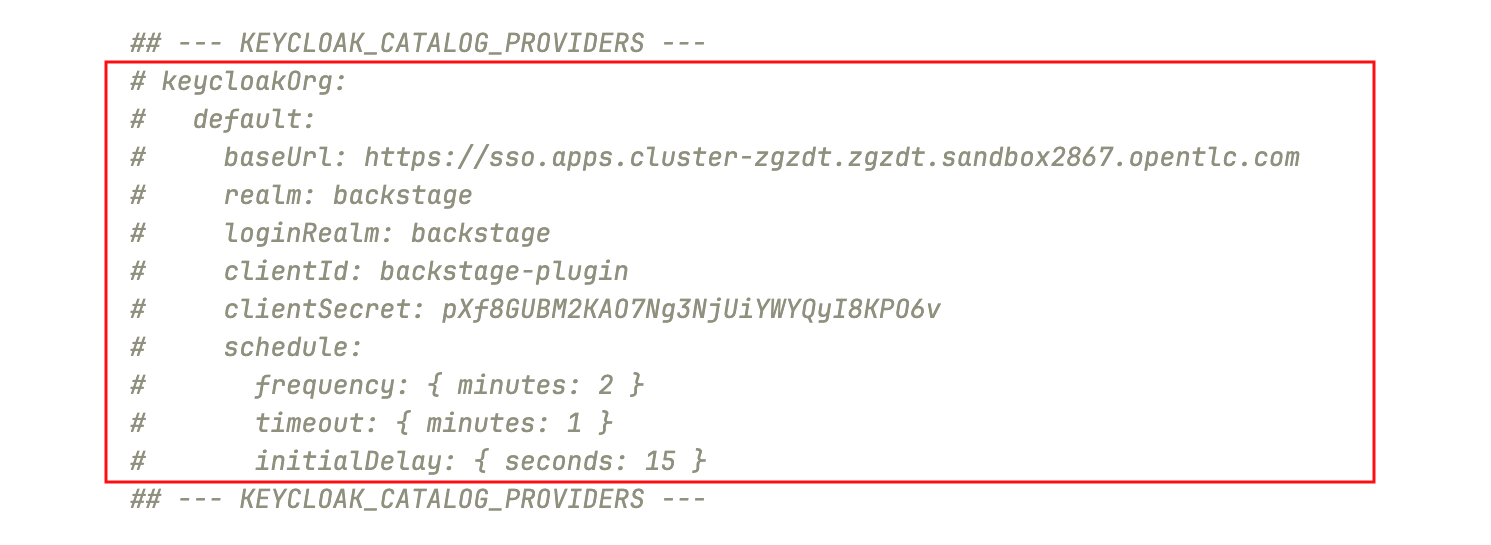 ## --- KEYCLOAK_CATALOG_PROVIDERS ---
# keycloakOrg:
#   default:
#     baseUrl: https://sso.apps.cluster-zgzdt.zgzdt.sandbox2867.opentlc.com
#     realm: backstage
#     loginRealm: backstage
#     clientId: backstage-plugin
#     clientSecret: pXf8GUBM2KAO7Ng3NjUiYWYQyI8KPO6v
#     schedule:
#       frequency: { minutes: 2 }
#       timeout: { minutes: 1 }
#       initialDelay: { seconds: 15 }
## --- KEYCLOAK_CATALOG_PROVIDERS ---